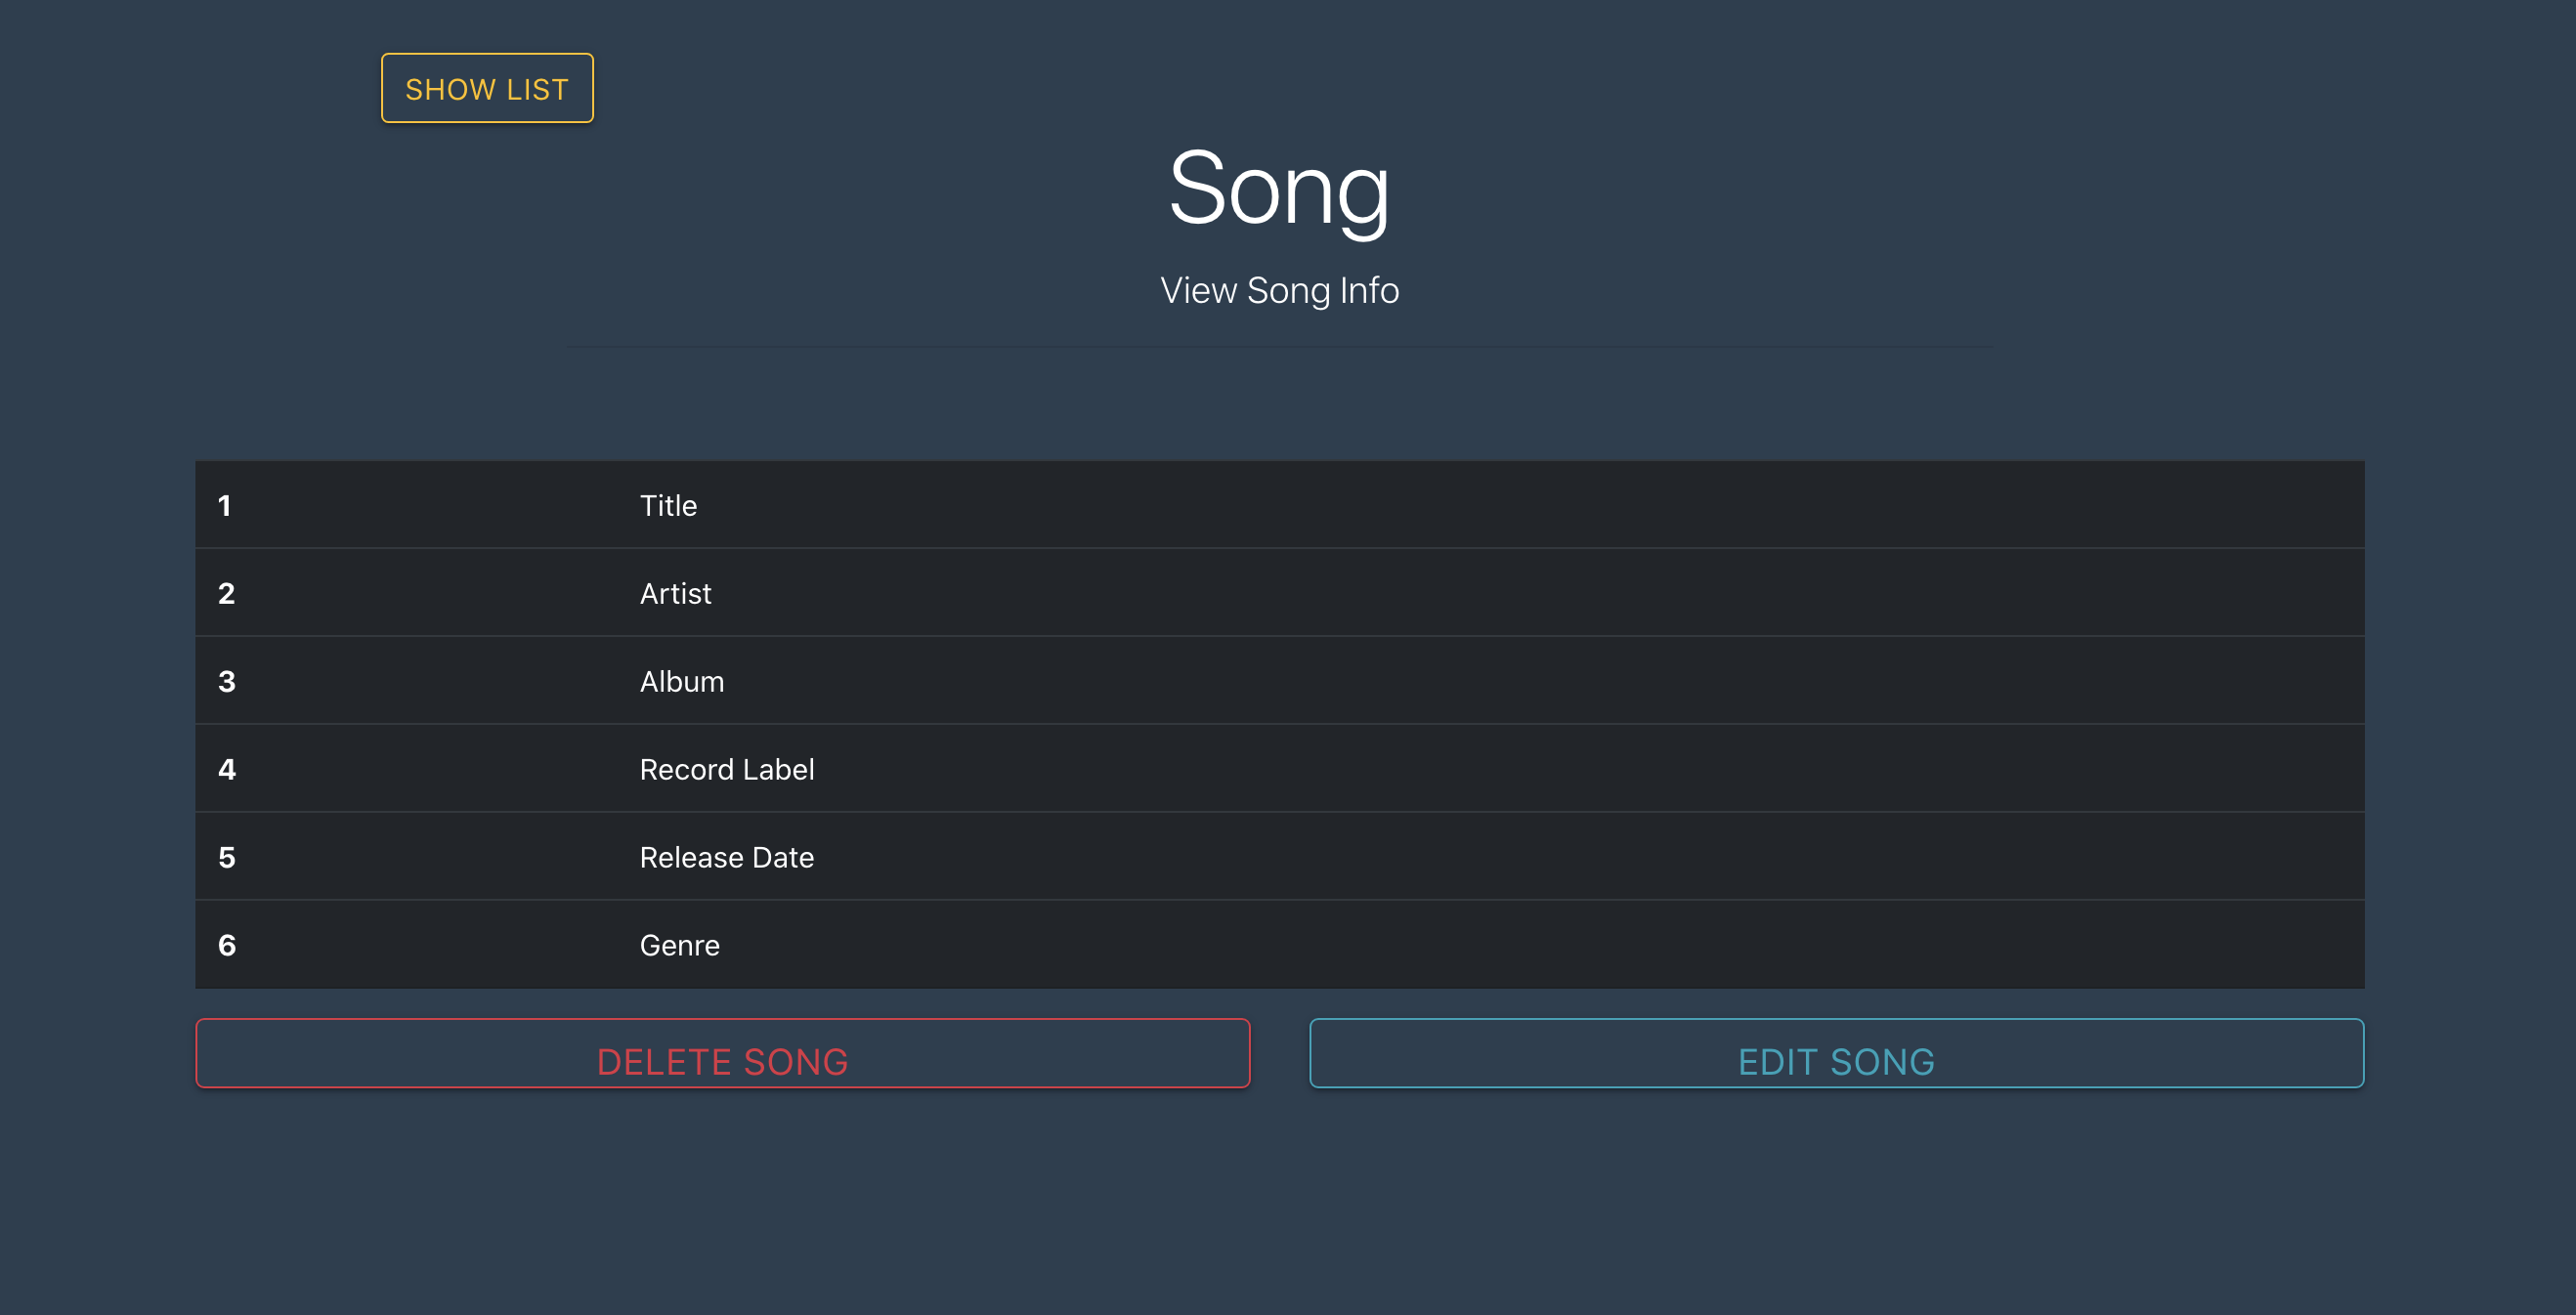 SHOW LIST
Song
View Song Info
1 Title
2 Artist
3 Album
4 Record Label
5 Release Date
6 Genre
DELETE SONG EDIT SONG